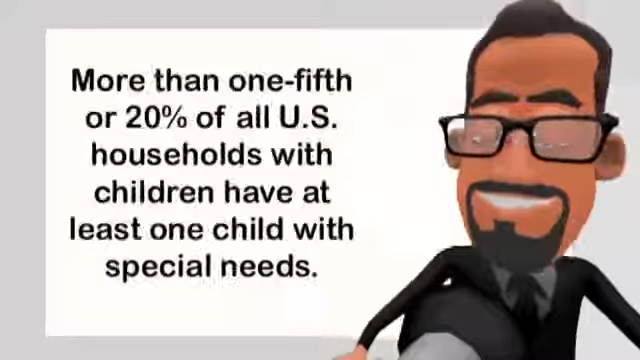 More than one-fifth
or 20% of all U.S.
households with
children have at
least one child with
special needs.